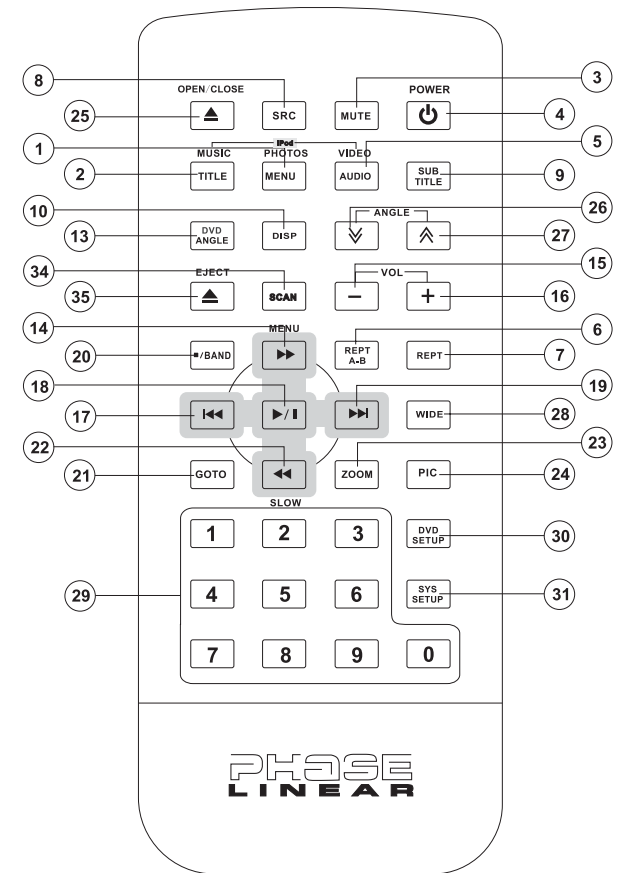 8 3
OPEN/CLOSE POWER
25 SRC MUTE 4
iPod
1 MUSIC PHOTOS VIDEO 5
2 TITLE MENU AUDIO SUB TITLE 9
10 ANGLE 26
13 DVD ANGLE DISP 27
34 EJECT VOL 15
35 SCAN − + 16
14 MENU 6
20 ■/BAND ▶▶ REPT A-B REPT 7
18 19
17 |◀◀ ▶/❙❙ ▶▶| WIDE 28
22 23
21 GOTO ◀◀ ZOOM PIC 24
SLOW
1 2 3 DVD SETUP 30
29 4 5 6 SYS SETUP 31
7 8 9 0
PHASE
LINEAR